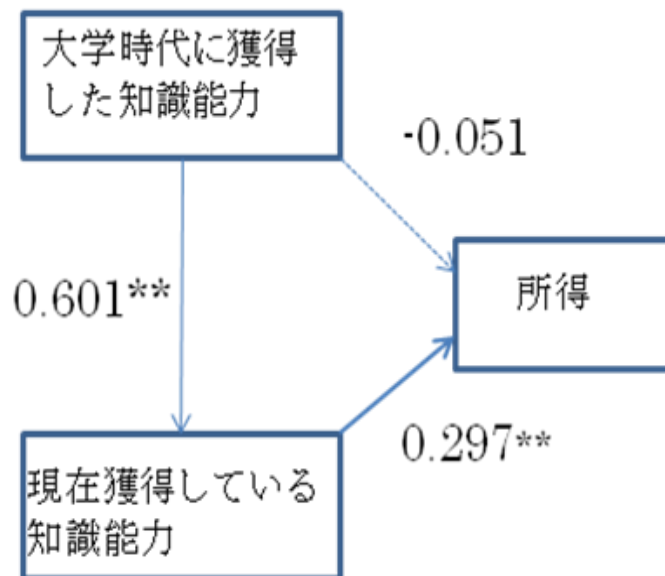 大学時代に獲得
した知識能力
-0.051
0.601**
所得
0.297**
現在獲得している
知識能力